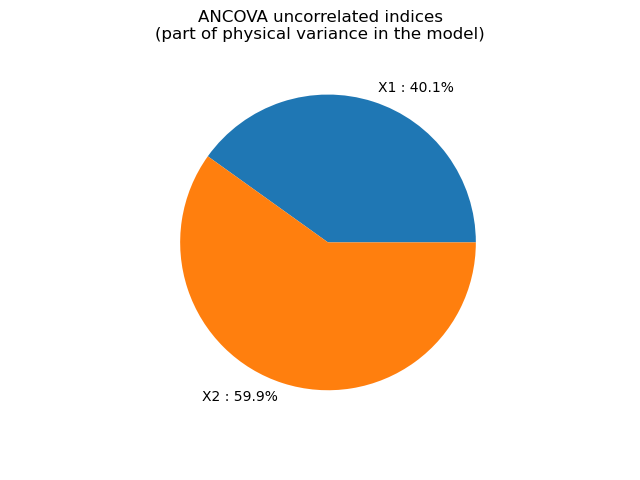 ANCOVA uncorrelated indices
(part of physical variance in the model)
X1 : 40.1%
X2 : 59.9%